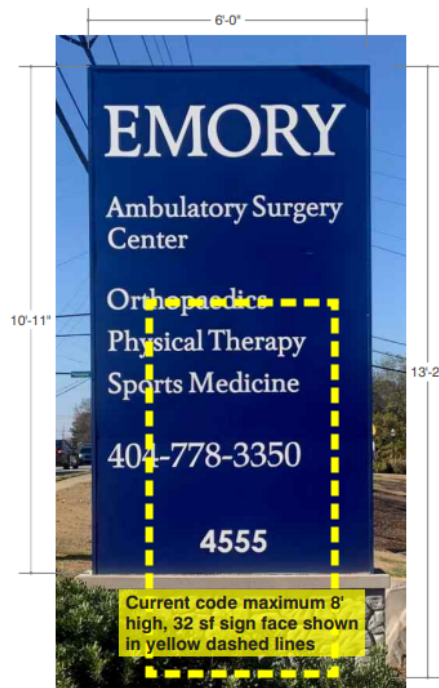 6'-0"
EMORY
Ambulatory Surgery
Center
Orthopaedics
10'-11"
Physical Therapy
13'-2
Sports Medicine
404-778-3350
4555
Current code maximum 8'
high, 32 sf sign face shown
in yellow dashed lines